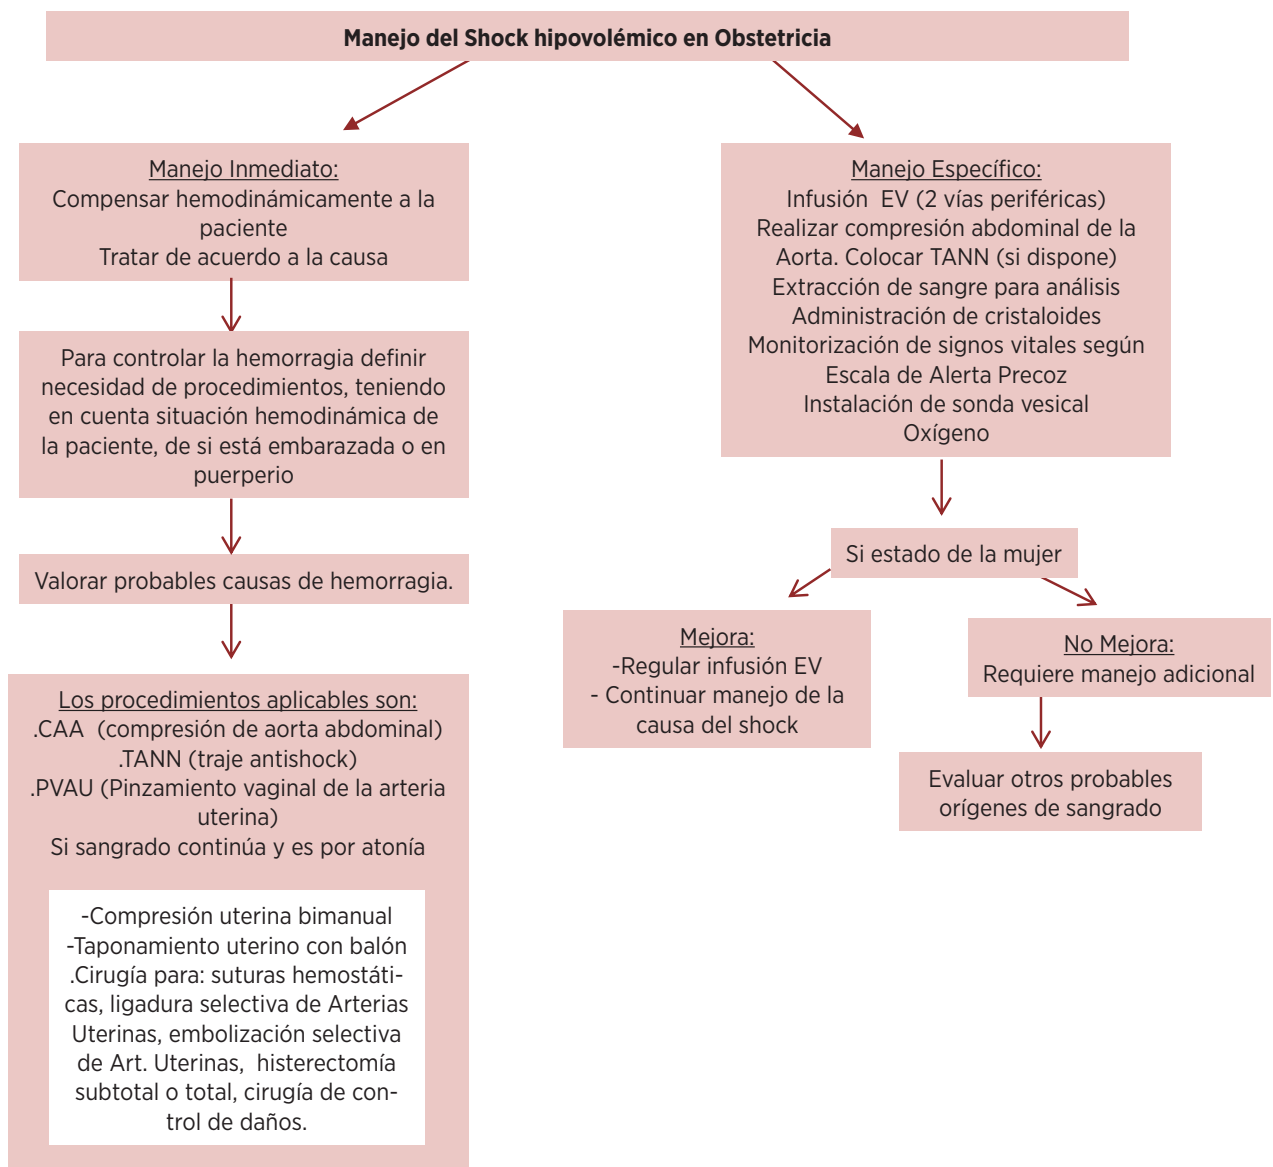 Manejo del Shock hipovolémico en Obstetricia
Manejo Inmediato:
Compensar hemodinámicamente a la
paciente
Tratar de acuerdo a la causa
Para controlar la hemorragia definir
necesidad de procedimientos, teniendo
en cuenta situación hemodinámica de
la paciente, de si está embarazada o en
puerperio
Valorar probables causas de hemorragia.
Los procedimientos aplicables son:
.CAA (compresión de aorta abdominal)
.TANN (traje antishock)
.PVAU (Pinzamiento vaginal de la arteria
uterina)
Si sangrado continúa y es por atonía
-Compresión uterina bimanual
-Taponamiento uterino con balón
.Cirugía para: suturas hemostáti-
cas, ligadura selectiva de Arterias
Uterinas, embolización selectiva
de Art. Uterinas, histerectomía
subtotal o total, cirugía de con-
trol de daños.
Manejo Específico:
Infusión EV (2 vías periféricas)
Realizar compresión abdominal de la
Aorta. Colocar TANN (si dispone)
Extracción de sangre para análisis
Administración de cristaloides
Monitorización de signos vitales según
Escala de Alerta Precoz
Instalación de sonda vesical
Oxígeno
Si estado de la mujer
Mejora:
-Regular infusión EV
- Continuar manejo de la
causa del shock
No Mejora:
Requiere manejo adicional
Evaluar otros probables
orígenes de sangrado